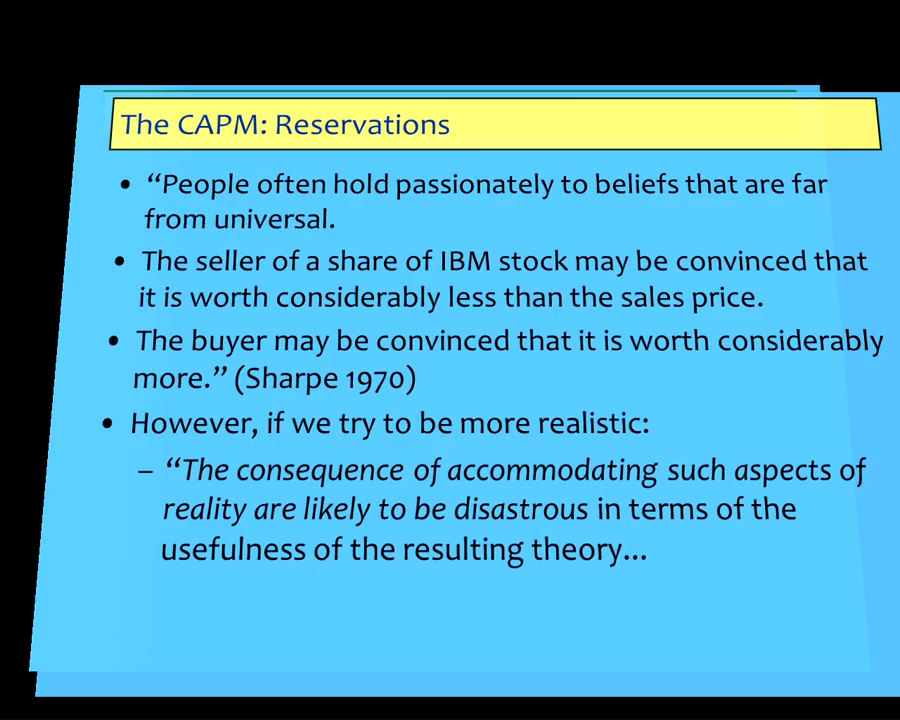 The CAPM: Reservations
• “People often hold passionately to beliefs that are far
from universal.
• The seller of a share of IBM stock may be convinced that
it is worth considerably less than the sales price.
• The buyer may be convinced that it is worth considerably
more.” (Sharpe 1970)
• However, if we try to be more realistic:
– “The consequence of accommodating such aspects of
reality are likely to be disastrous in terms of the
usefulness of the resulting theory...